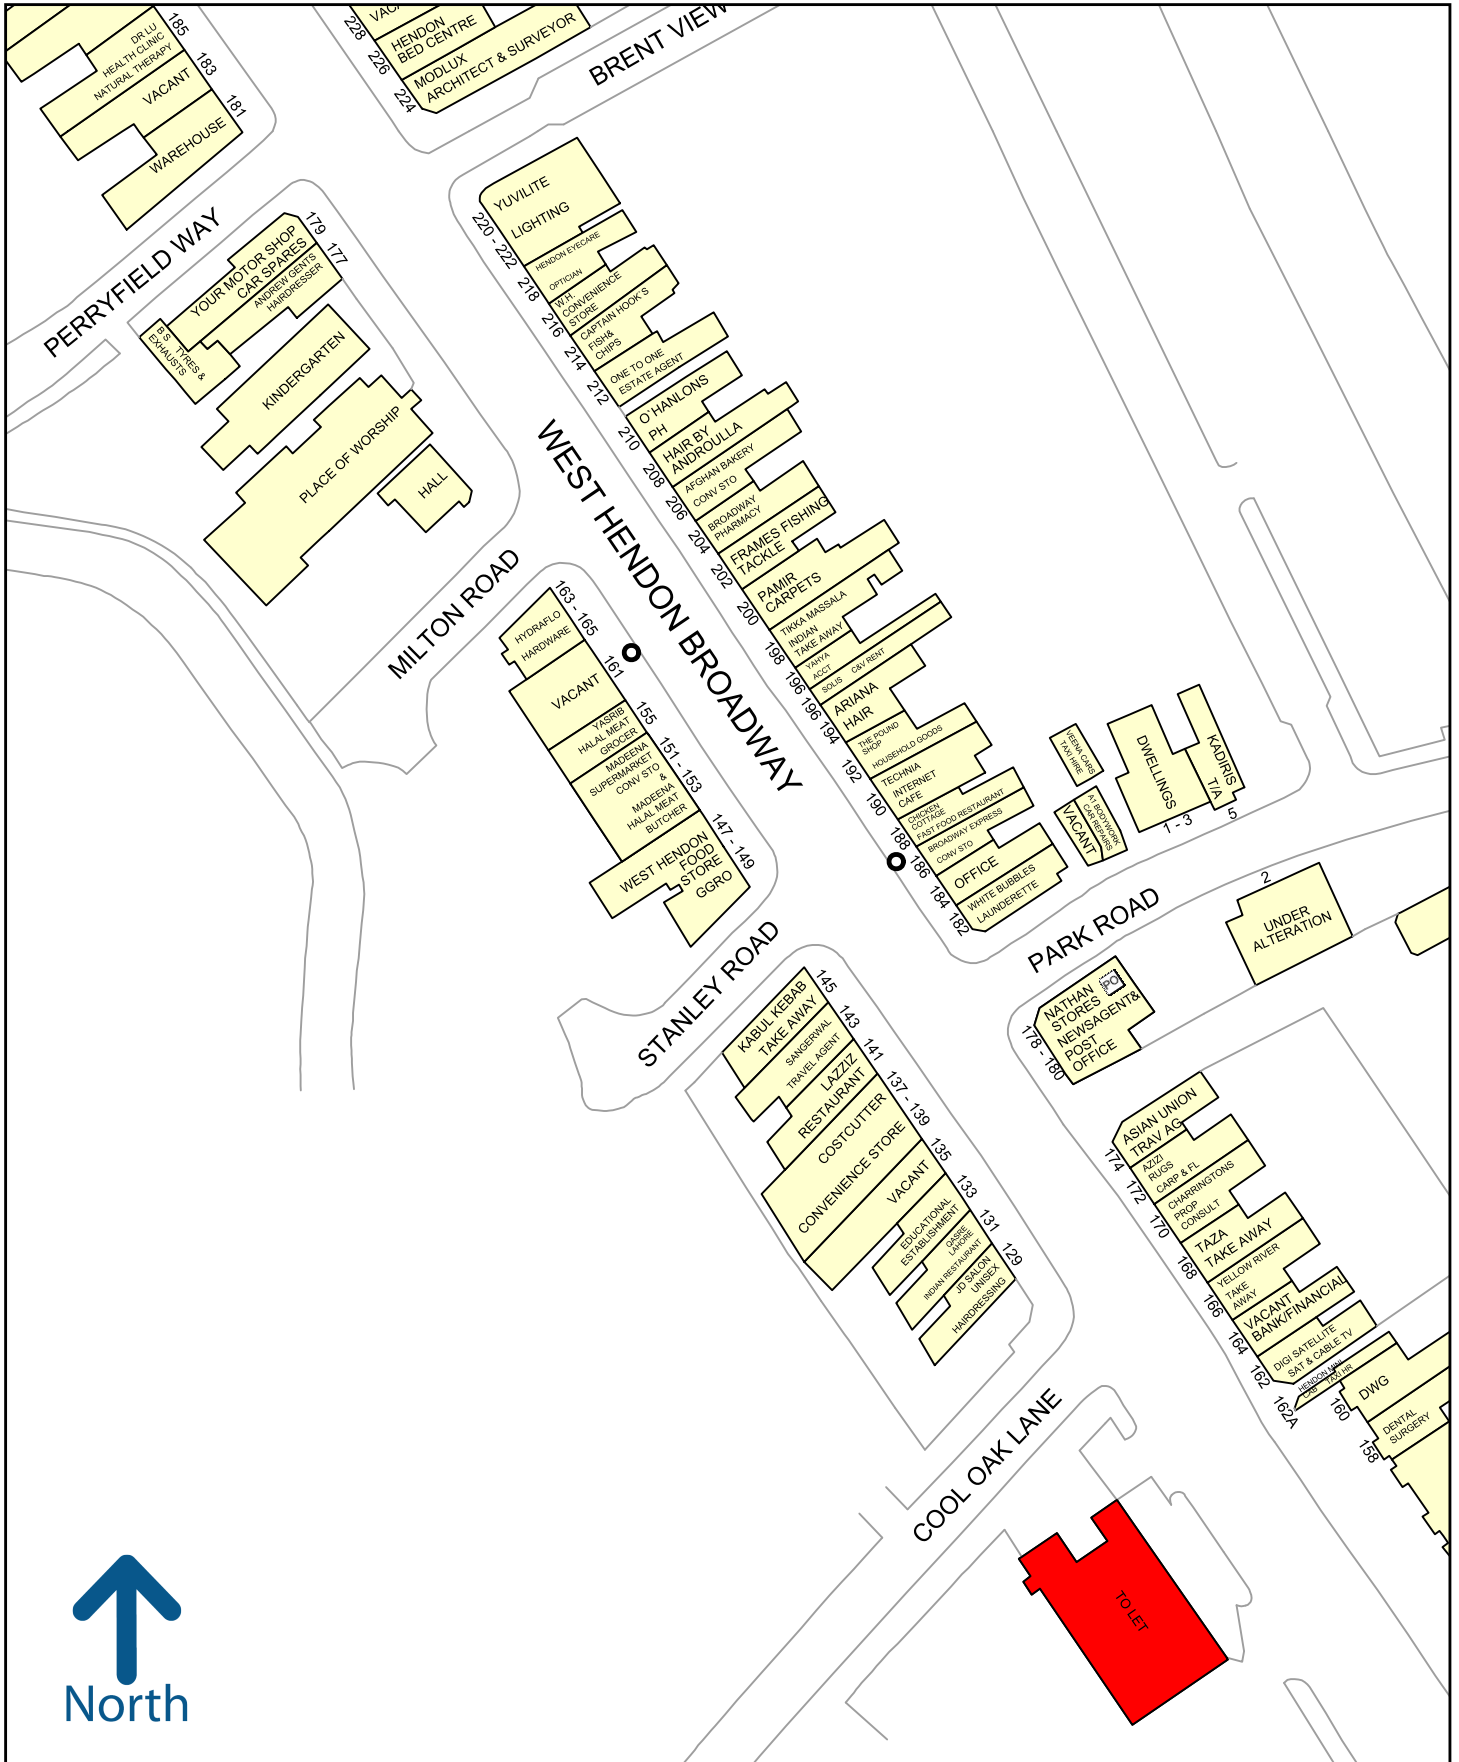 185
DR LU
HEALTH CLINIC
NATURAL THERAPY
183
VACANT
181
WAREHOUSE
228
226
HENDON
BED CENTRE
224
MODLUX
ARCHITECT & SURVEYOR
BRENT VIEW
PERRYFIELD WAY
179
YOUR MOTOR SHOP
CAR SPARES
177
ANDREW GENTS
HAIRDRESSER
B S TYRES &
EXHAUSTS
KINDERGARTEN
PLACE OF WORSHIP
HALL
MILTON ROAD
WEST HENDON BROADWAY
220 - 222
YUVILITE
LIGHTING
218
HENDON EYECARE
OPTICIAN
216
W.H.
CONVENIENCE
STORE
214
CAPTAIN HOOK'S
FISH&
CHIPS
212
ONE TO ONE
ESTATE AGENT
210
O'HANLONS
PH
208
HAIR BY
ANDROULLA
206
AFGHAN BAKERY
CONV STO
204
BROADWAY
PHARMACY
202
FRAMES FISHING
TACKLE
200
PAMIR
CARPETS
198
TIKKA MASSALA
INDIAN
TAKE AWAY
196
YAHYA
ACCT
196
SOLIS C&V RENT
194
ARIANA
HAIR
192
THE POUND
SHOP
HOUSEHOLD GOODS
190
TECHNIA
INTERNET
CAFE
188
CHICKEN
COTTAGE
FAST FOOD RESTAURANT
186
BROADWAY EXPRESS
CONV STO
184
OFFICE
182
WHITE BUBBLES
LAUNDERETTE
163 - 165
HYDRAFLO
HARDWARE
161
VACANT
155
YASRIB
HALAL MEAT
GROCER
151 - 153
MADEENA
SUPERMARKET
CONV STO
&
MADEENA
HALAL MEAT
BUTCHER
147 - 149
WEST HENDON
FOOD
STORE
GGRO
VEENA CARS
TAXI HIRE
VACANT
A1 BODYWORK
CAR REPAIRS
DWELLINGS
1 - 3
KADIRIS
T/A
5
PARK ROAD
2
UNDER
ALTERATION
STANLEY ROAD
145
KABUL KEBAB
TAKE AWAY
143
SANGERWAL
TRAVEL AGENT
141
LAZZIZ
RESTAURANT
137 - 139
COSTCUTTER
CONVENIENCE STORE
135
VACANT
133
EDUCATIONAL
ESTABLISHMENT
131
QASRE
LAHORE
INDIAN RESTAURANT
129
JD SALON
UNISEX
HAIRDRESSING
178 - 180
NATHAN
STORES
NEWSAGENT&
POST
OFFICE
PO
174
ASIAN UNION
TRAV AG
172
AZIZI
RUGS
CARP & FL
170
CHARRINGTONS
PROP
CONSULT
168
TAZA
TAKE AWAY
166
YELLOW RIVER
TAKE
AWAY
164
VACANT
BANK/FINANCIAL
162
DIGI SATELLITE
SAT & CABLE TV
162A
HENDON MINI
CAB TAXI HR
160
DWG
158
DENTAL
SURGERY
COOL OAK LANE
TO LET
North